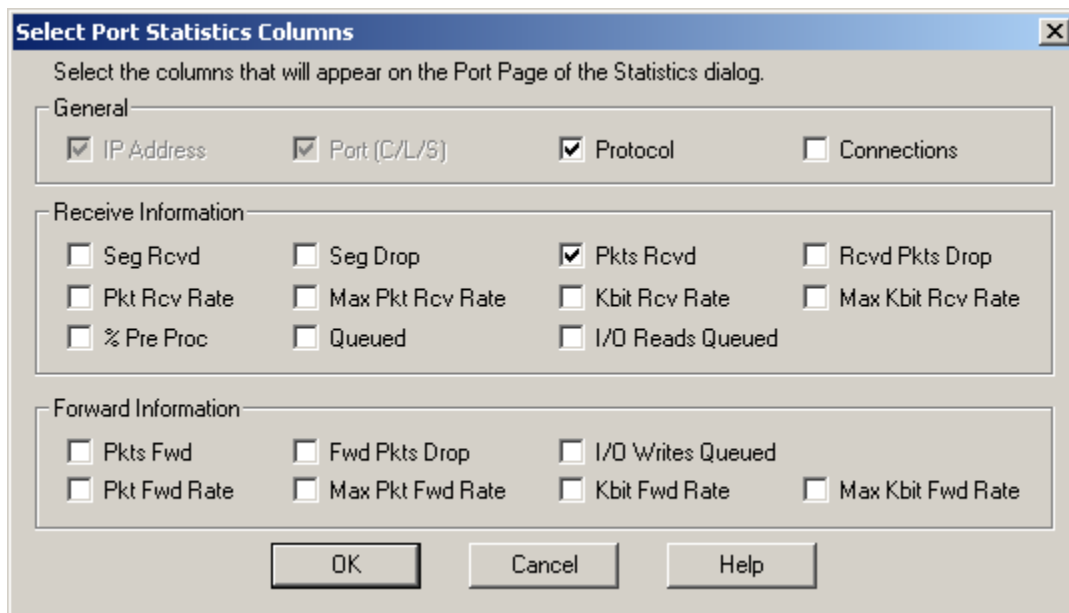 Select Port Statistics Columns
Select the columns that will appear on the Port Page of the Statistics dialog.
General
IP Address Port (C/L/S) Protocol Connections
Receive Information
Seg Rcvd Seg Drop Pkts Rcvd Rcvd Pkts Drop
Pkt Rcv Rate Max Pkt Rcv Rate Kbit Rcv Rate Max Kbit Rcv Rate
% Pre Proc Queued I/O Reads Queued
Forward Information
Pkts Fwd Fwd Pkts Drop I/O Writes Queued
Pkt Fwd Rate Max Pkt Fwd Rate Kbit Fwd Rate Max Kbit Fwd Rate
OK Cancel Help